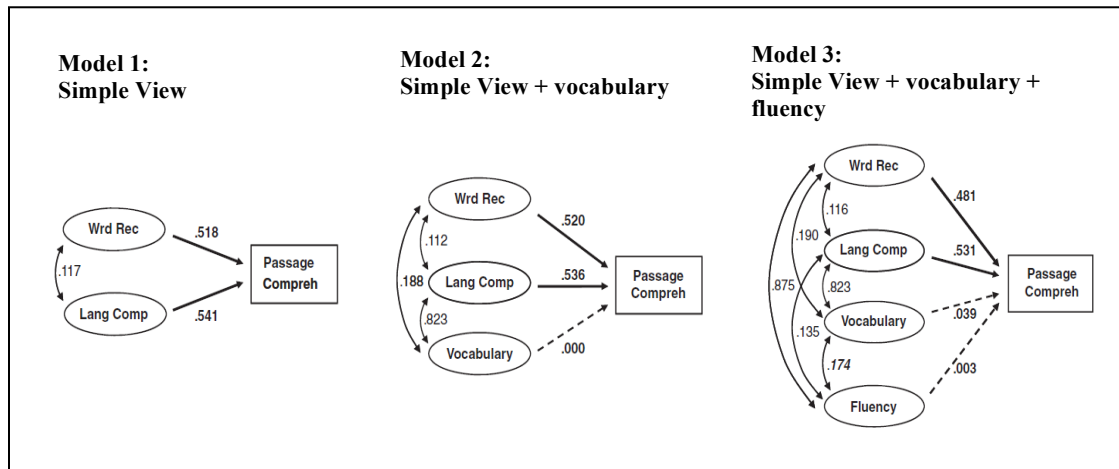 Model 1:
Simple View
Wrd Rec
.518
.117
Passage
Compreh
Lang Comp
.541
Model 2:
Simple View + vocabulary
Wrd Rec
.520
.112
.188
Lang Comp
.536
Passage
Compreh
.823
Vocabulary
.000
Model 3:
Simple View + vocabulary +
fluency
Wrd Rec
.481
.116
.190
Lang Comp
.531
.875
.823
Passage
Compreh
Vocabulary
.039
.135
.174
.003
Fluency